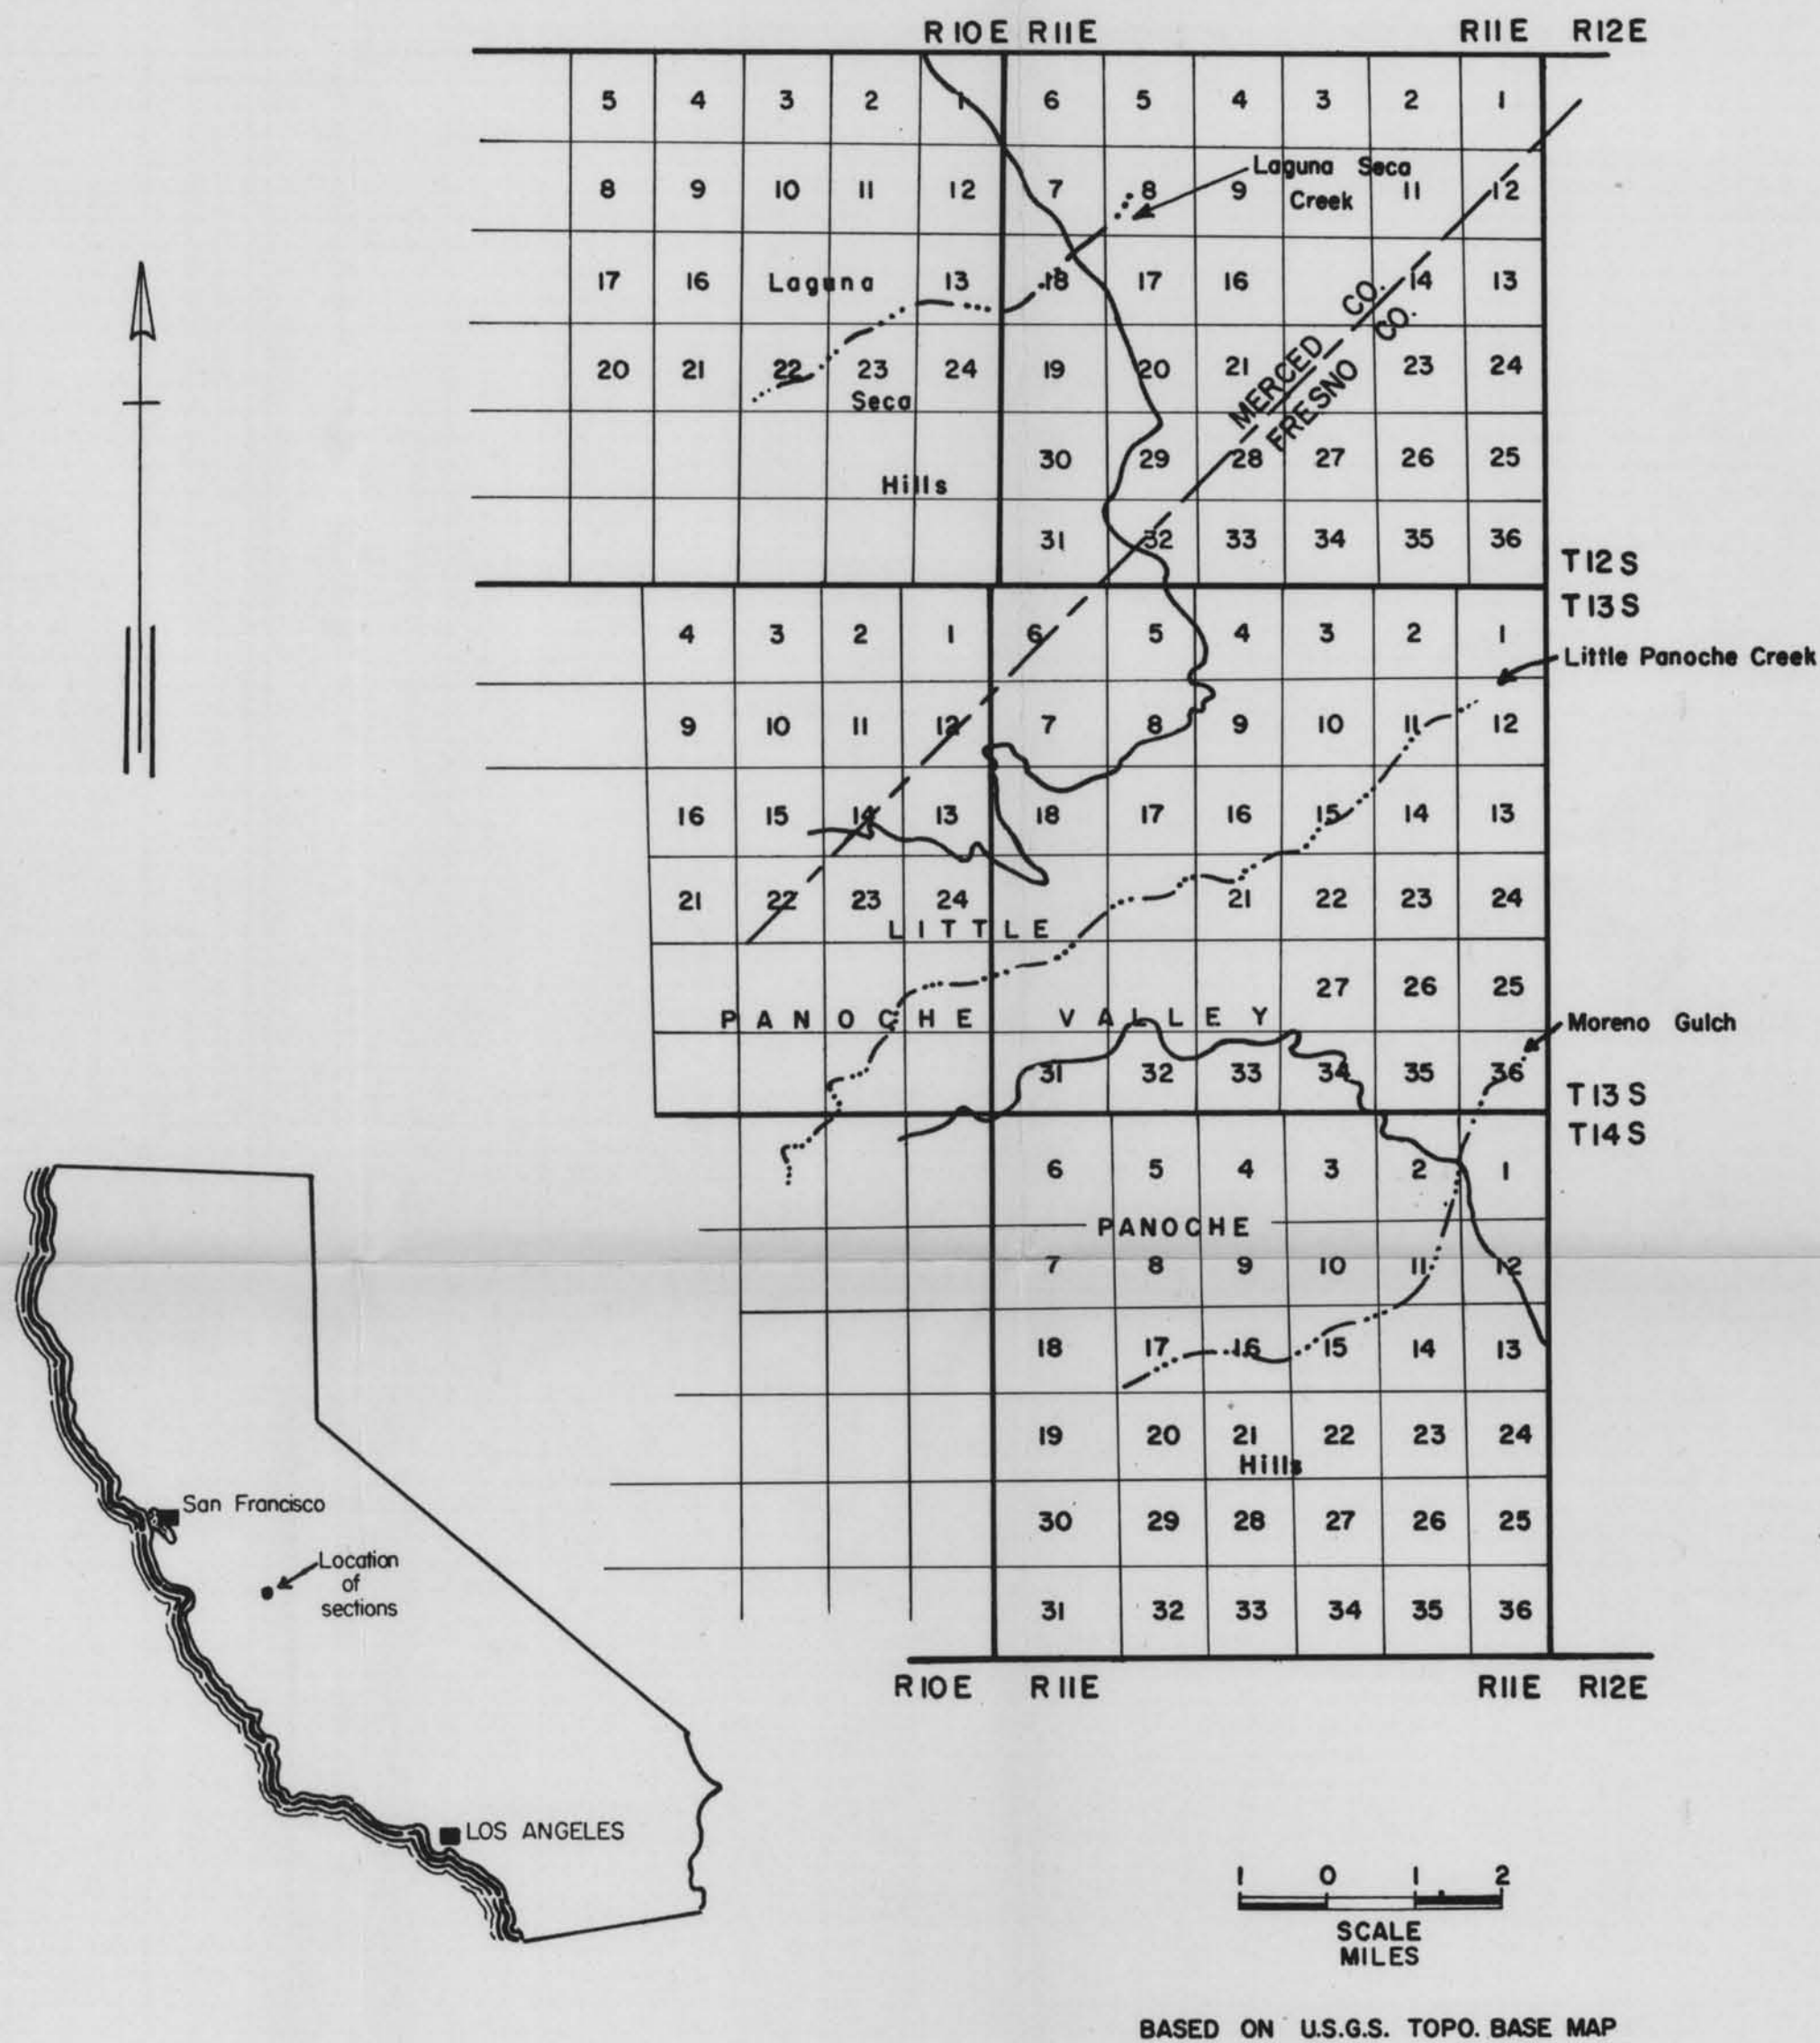 R10E R11E R11E R12E
5 4 3 2 1 6 5 4 3 2 1
Laguna Seca
Creek
8 9 10 11 12 7 8 9 11 12
17 16 Laguna 13 18 17 16 14 13
MERCED CO.
FRESNO CO.
20 21 22 23 24 19 20 21 23 24
Seca
30 29 28 27 26 25
Hills
31 32 33 34 35 36
T12S
T13S
4 3 2 1 6 5 4 3 2 1
Little Panoche Creek
9 10 11 12 7 8 9 10 11 12
16 15 14 13 18 17 16 15 14 13
21 22 23 24 21 22 23 24
LITTLE
27 26 25
PANOCHE VALLEY
Moreno Gulch
31 32 33 34 35 36
T13S
T14S
6 5 4 3 2 1
PANOCHE
7 8 9 10 11 12
18 17 16 15 14 13
19 20 21 22 23 24
Hills
30 29 28 27 26 25
31 32 33 34 35 36
R10E R11E R11E R12E
San Francisco
Location
of
sections
LOS ANGELES
1 0 1 2
SCALE
MILES
BASED ON U.S.G.S. TOPO. BASE MAP